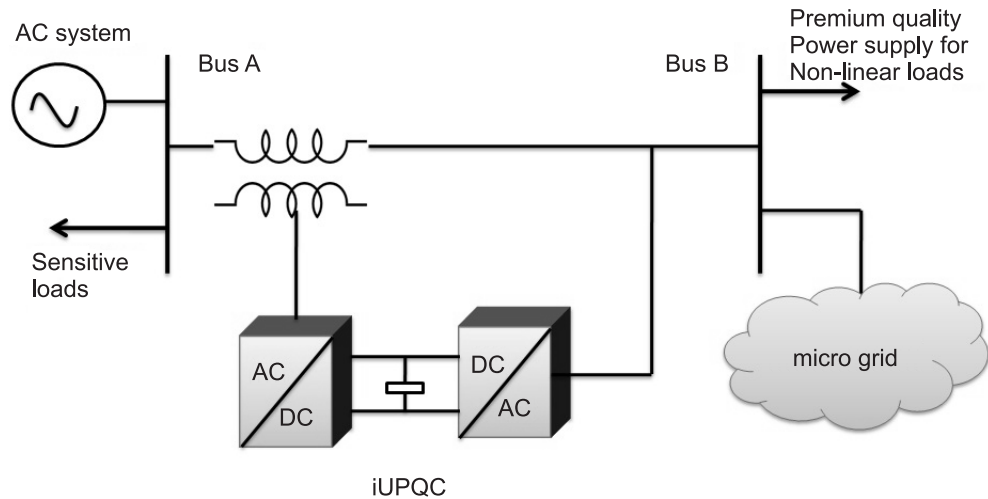 AC system
Bus A
Bus B
Premium quality
Power supply for
Non-linear loads
Sensitive
loads
AC
DC
DC
AC
micro grid
iUPQC